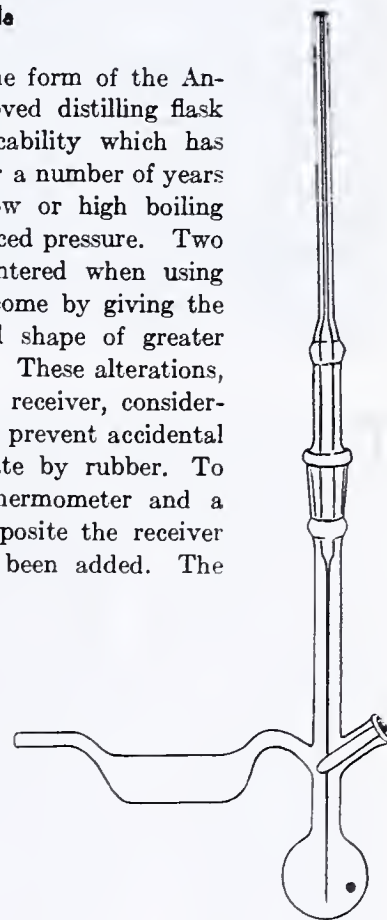 le
ne form of the An-
oved distilling flask
cability which has
r a number of years
w or high boiling
ced pressure. Two
ntered when using
come by giving the
l shape of greater
These alterations,
receiver, consider-
prevent accidental
te by rubber. To
hermometer and a
posite the receiver
been added. The